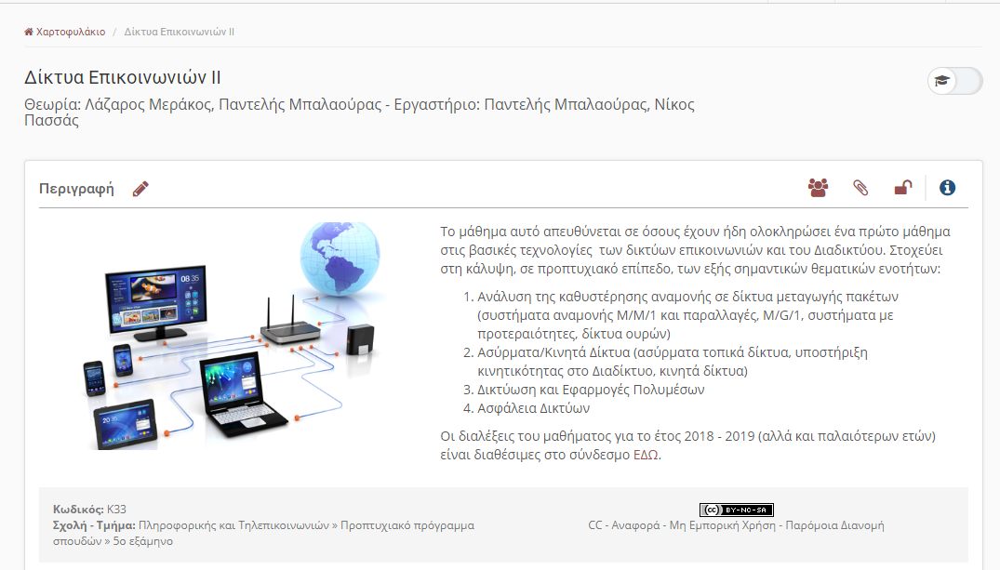 Χαρτοφυλάκιο / Δίκτυα Επικοινωνιών II
Δίκτυα Επικοινωνιών II
Θεωρία: Λάζαρος Μεράκος, Παντελής Μπαλαούρας - Εργαστήριο: Παντελής Μπαλαούρας, Νίκος
Πασσάς
Περιγραφή
Το μάθημα αυτό απευθύνεται σε όσους έχουν ήδη ολοκληρώσει ένα πρώτο μάθημα
στις βασικές τεχνολογίες των δικτύων επικοινωνιών και του Διαδικτύου. Στοχεύει
στη κάλυψη, σε προπτυχιακό επίπεδο, των εξής σημαντικών θεματικών ενοτήτων:
1. Ανάλυση της καθυστέρησης αναμονής σε δίκτυα μεταγωγής πακέτων
(συστήματα αναμονής M/M/1 και παραλλαγές, M/G/1, συστήματα με
προτεραιότητες, δίκτυα ουρών)
2. Ασύρματα/Κινητά Δίκτυα (ασύρματα τοπικά δίκτυα, υποστήριξη
κινητικότητας στο Διαδίκτυο, κινητά δίκτυα)
3. Δικτύωση και Εφαρμογές Πολυμέσων
4. Ασφάλεια Δικτύων
Οι διαλέξεις του μαθήματος για το έτος 2018 - 2019 (αλλά και παλαιότερων ετών)
είναι διαθέσιμες στο σύνδεσμο ΕΔΩ.
08:35
20:35
Κωδικός: K33
Σχολή - Τμήμα: Πληροφορικής και Τηλεπικοινωνιών » Προπτυχιακό πρόγραμμα
σπουδών » 5ο εξάμηνο
cc BY-NC-SA
CC - Αναφορά - Μη Εμπορική Χρήση - Παρόμοια Διανομή